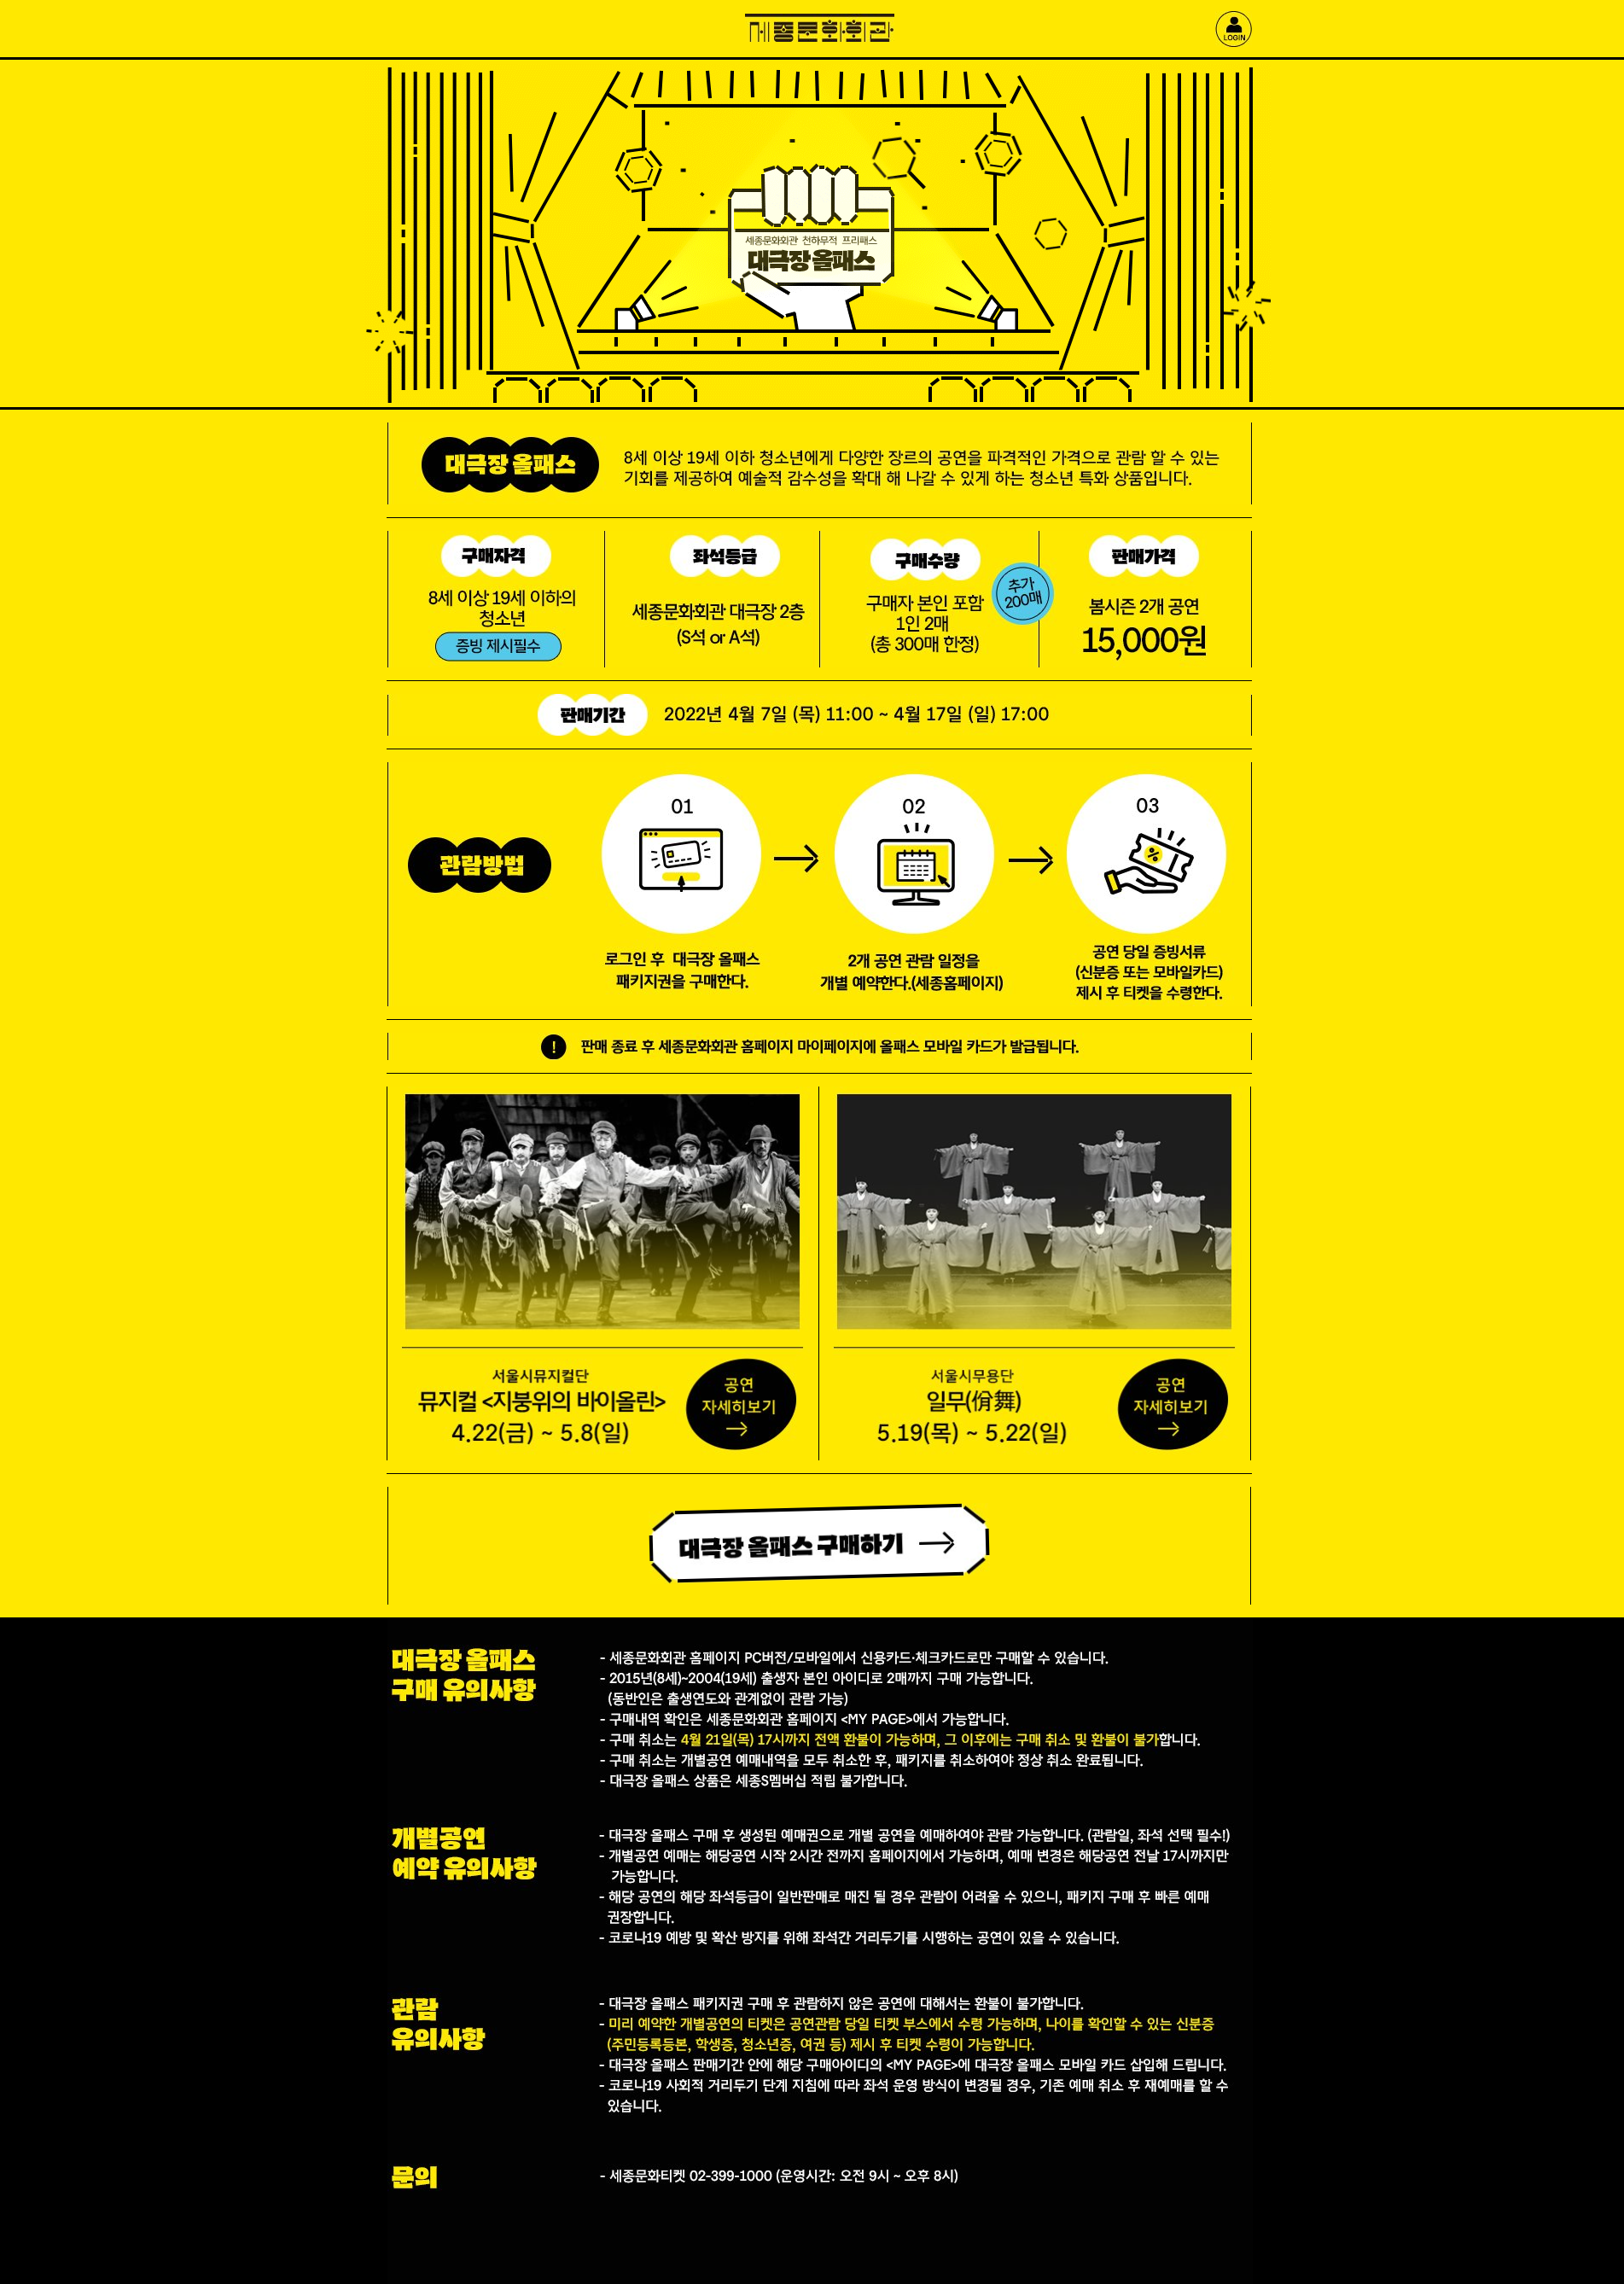 세종문화회관
LOGIN
세종문화회관 천하무적 프리패스
대극장 올패스
대극장 올패스
8세 이상 19세 이하 청소년에게 다양한 장르의 공연을 파격적인 가격으로 관람 할 수 있는
기회를 제공하여 예술적 감수성을 확대 해 나갈 수 있게 하는 청소년 특화 상품입니다.
구매자격
8세 이상 19세 이하의
청소년
증빙 제시필수
좌석등급
세종문화회관 대극장 2층
(S석 or A석)
구매수량
구매자 본인 포함
1인 2매
(총 300매 한정)
추가
200매
판매가격
봄시즌 2개 공연
15,000원
판매기간
2022년 4월 7일 (목) 11:00 ~ 4월 17일 (일) 17:00
관람방법
01
로그인 후 대극장 올패스
패키지권을 구매한다.
02
2개 공연 관람 일정을
개별 예약한다.(세종홈페이지)
03
%
공연 당일 증빙서류
(신분증 또는 모바일카드)
제시 후 티켓을 수령한다.
! 판매 종료 후 세종문화회관 홈페이지 마이페이지에 올패스 모바일 카드가 발급됩니다.
서울시뮤지컬단
뮤지컬 <지붕위의 바이올린>
4.22(금) ~ 5.8(일)
공연
자세히보기
서울시무용단
일무(佾舞)
5.19(목) ~ 5.22(일)
공연
자세히보기
대극장 올패스 구매하기
대극장 올패스
구매 유의사항
- 세종문화회관 홈페이지 PC버전/모바일에서 신용카드·체크카드로만 구매할 수 있습니다.
- 2015년(8세)~2004(19세) 출생자 본인 아이디로 2매까지 구매 가능합니다.
(동반인은 출생연도와 관계없이 관람 가능)
- 구매내역 확인은 세종문화회관 홈페이지 <MY PAGE>에서 가능합니다.
- 구매 취소는 4월 21일(목) 17시까지 전액 환불이 가능하며, 그 이후에는 구매 취소 및 환불이 불가합니다.
- 구매 취소는 개별공연 예매내역을 모두 취소한 후, 패키지를 취소하여야 정상 취소 완료됩니다.
- 대극장 올패스 상품은 세종S멤버십 적립 불가합니다.
개별공연
예약 유의사항
- 대극장 올패스 구매 후 생성된 예매권으로 개별 공연을 예매하여야 관람 가능합니다. (관람일, 좌석 선택 필수!)
- 개별공연 예매는 해당공연 시작 2시간 전까지 홈페이지에서 가능하며, 예매 변경은 해당공연 전날 17시까지만
가능합니다.
- 해당 공연의 해당 좌석등급이 일반판매로 매진 될 경우 관람이 어려울 수 있으니, 패키지 구매 후 빠른 예매
권장합니다.
- 코로나19 예방 및 확산 방지를 위해 좌석간 거리두기를 시행하는 공연이 있을 수 있습니다.
관람
유의사항
- 대극장 올패스 패키지권 구매 후 관람하지 않은 공연에 대해서는 환불이 불가합니다.
- 미리 예약한 개별공연의 티켓은 공연관람 당일 티켓 부스에서 수령 가능하며, 나이를 확인할 수 있는 신분증
(주민등록등본, 학생증, 청소년증, 여권 등) 제시 후 티켓 수령이 가능합니다.
- 대극장 올패스 판매기간 안에 해당 구매아이디의 <MY PAGE>에 대극장 올패스 모바일 카드 삽입해 드립니다.
- 코로나19 사회적 거리두기 단계 지침에 따라 좌석 운영 방식이 변경될 경우, 기존 예매 취소 후 재예매를 할 수
있습니다.
문의
- 세종문화티켓 02-399-1000 (운영시간: 오전 9시 ~ 오후 8시)